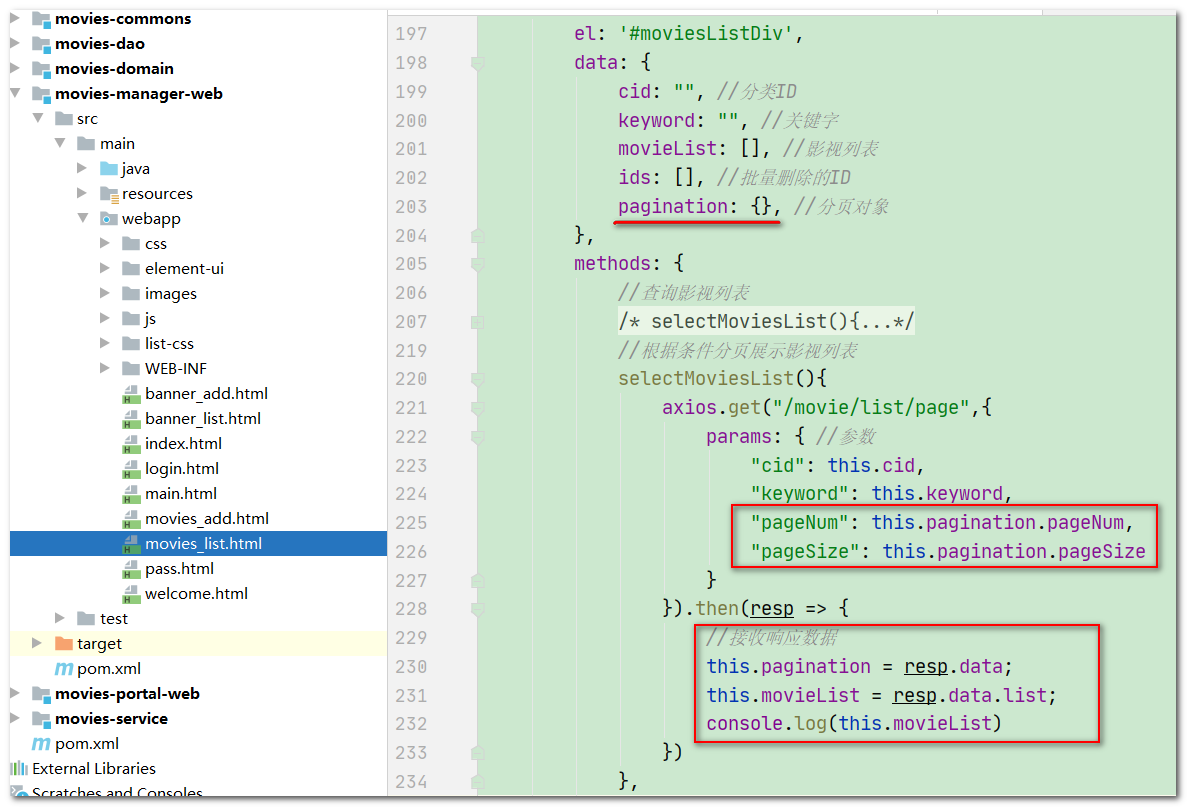 movies-commons
movies-dao
movies-domain
movies-manager-web
src
main
java
resources
webapp
css
element-ui
images
js
list-css
WEB-INF
banner_add.html
banner_list.html
index.html
login.html
main.html
movies_add.html
movies_list.html
pass.html
welcome.html
test
target
pom.xml
movies-portal-web
movies-service
pom.xml
External Libraries
Scratches and Consoles
197 el: '#moviesListDiv',
198 data: {
199 cid: "", //分类ID
200 keyword: "", //关键字
201 movieList: [], //影视列表
202 ids: [], //批量删除的ID
203 pagination: {}, //分页对象
204 },
205 methods: {
206 //查询影视列表
207 /* selectMoviesList(){...*/
219 //根据条件分页展示影视列表
220 selectMoviesList(){
221 axios.get("/movie/list/page",{
222 params: { //参数
223 "cid": this.cid,
224 "keyword": this.keyword,
225 "pageNum": this.pagination.pageNum,
226 "pageSize": this.pagination.pageSize
227 }
228 }).then(resp => {
229 //接收响应数据
230 this.pagination = resp.data;
231 this.movieList = resp.data.list;
232 console.log(this.movieList)
233 })
234 },